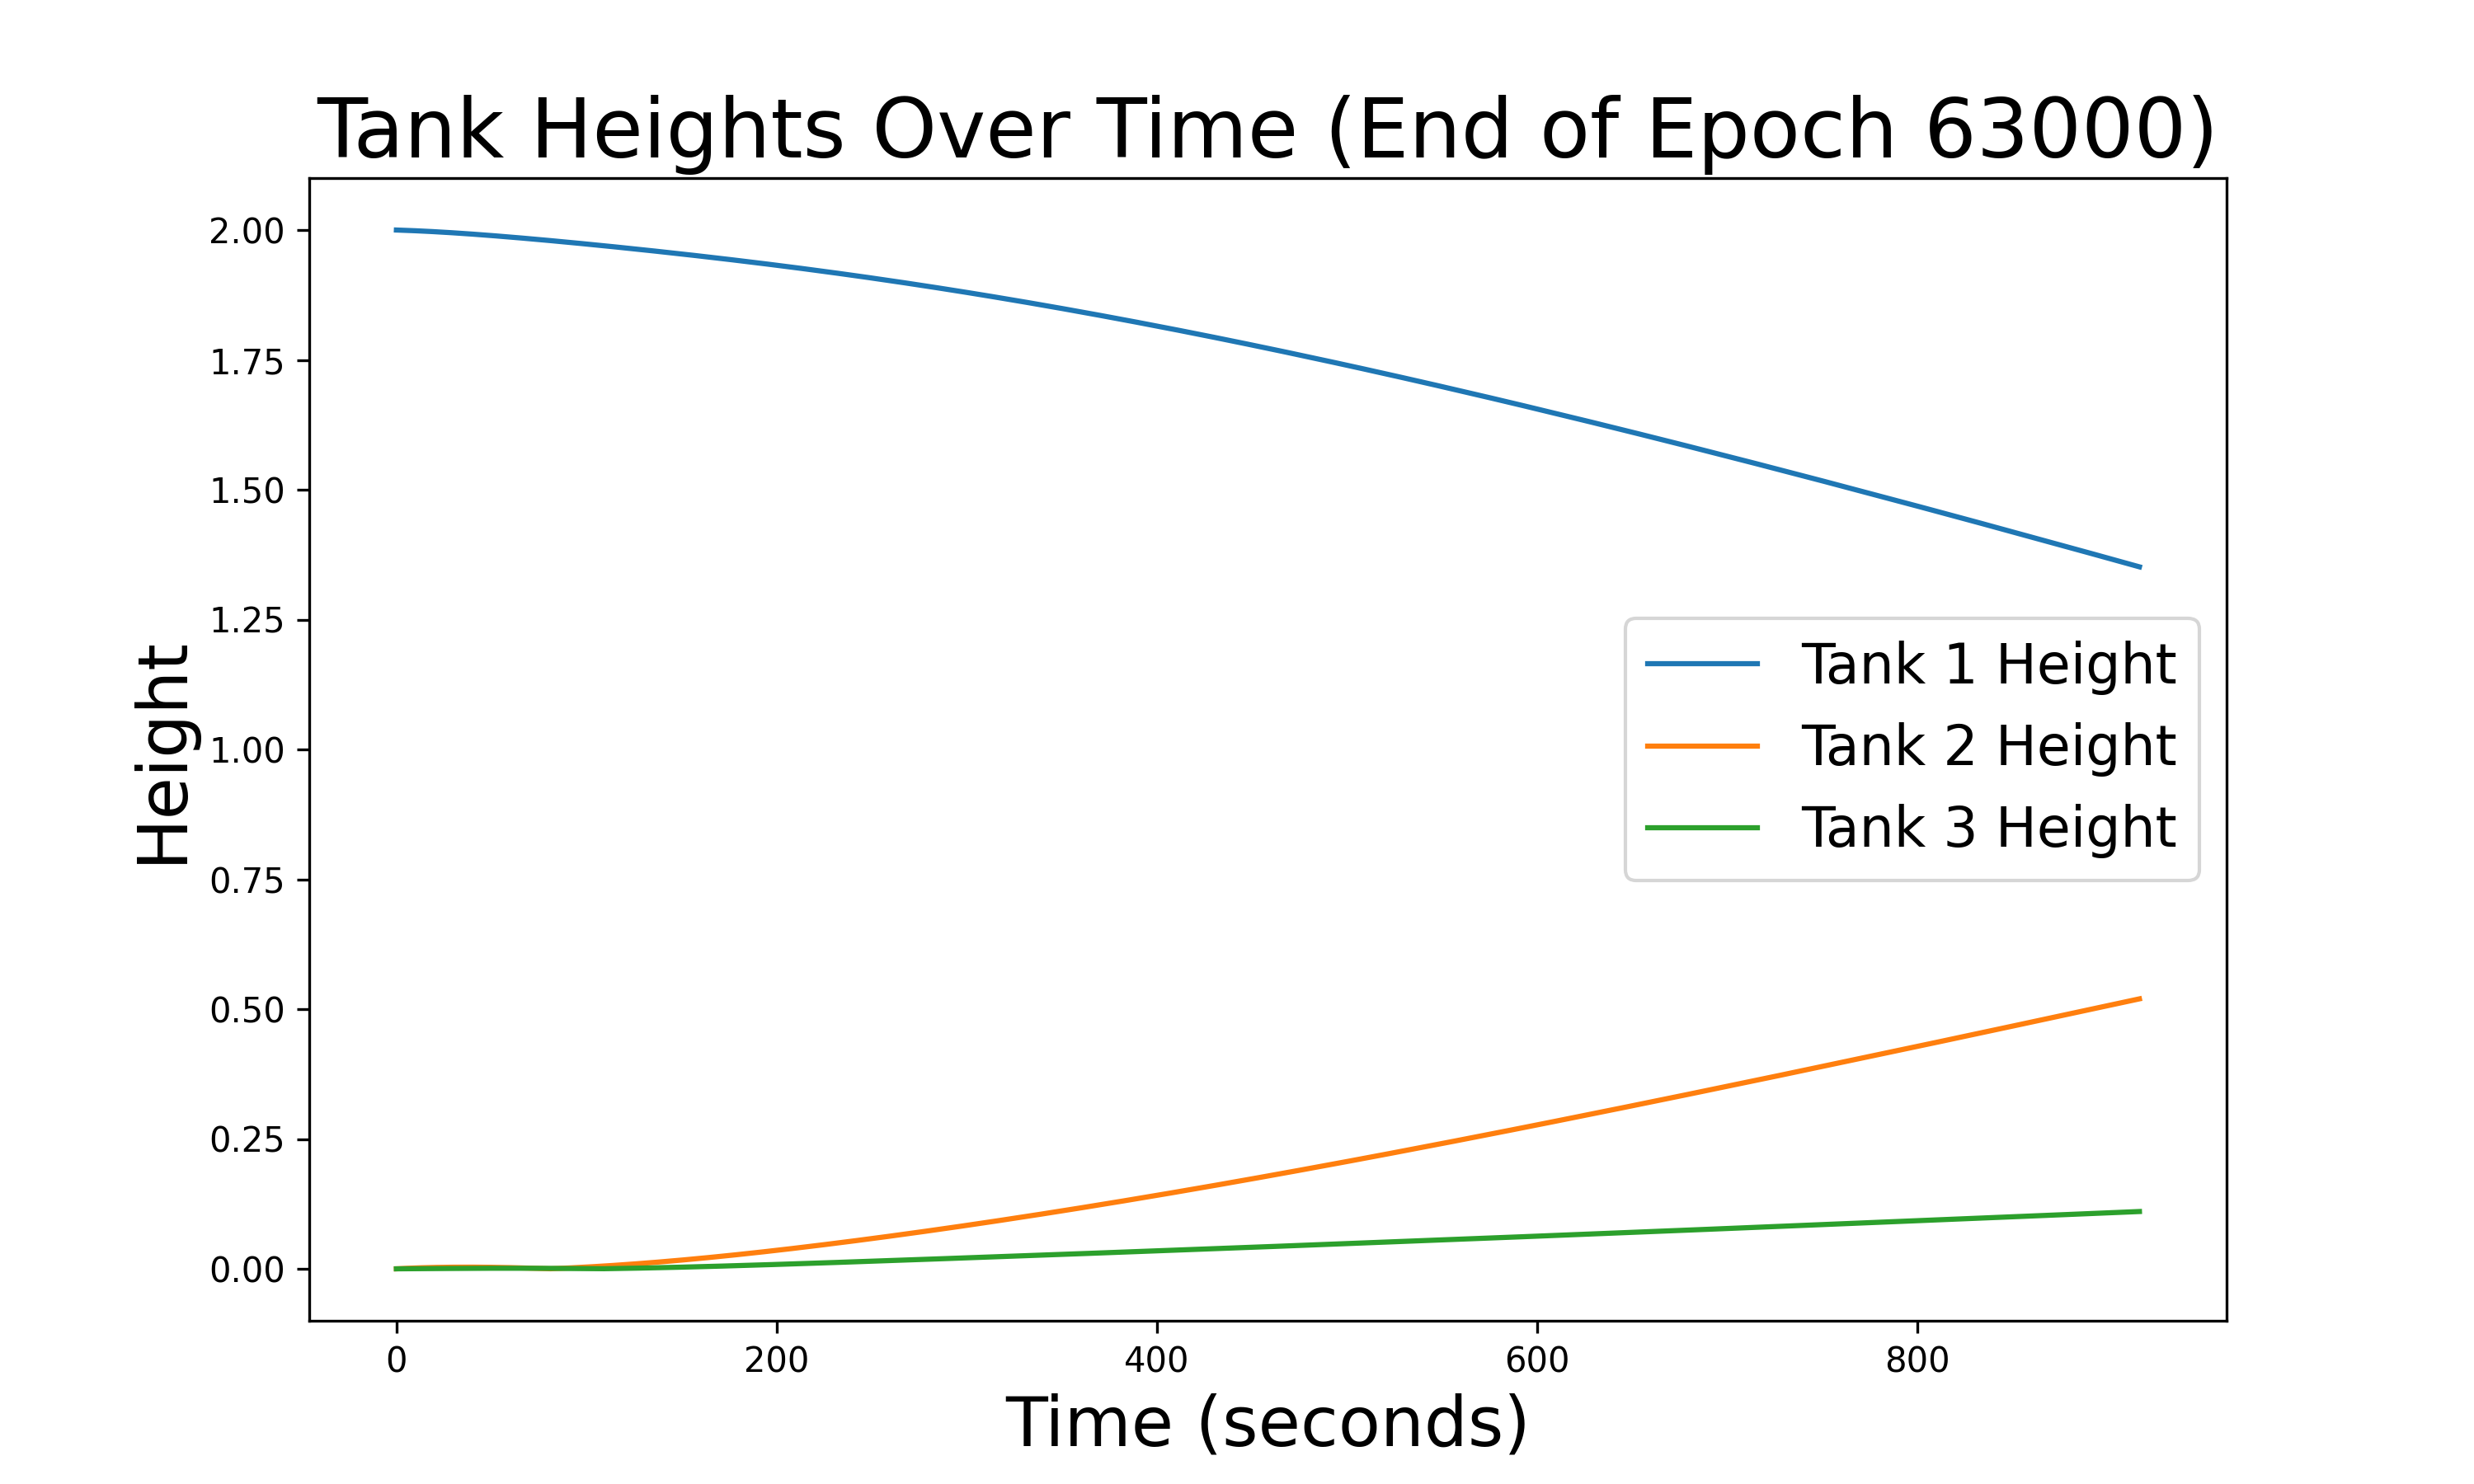 Tank Heights Over Time (End of Epoch 63000)
2.00
1.75
1.50
1.25
1.00
0.75
0.50
0.25
0.00
Height
Tank 1 Height
Tank 2 Height
Tank 3 Height
0 200 400 600 800
Time (seconds)